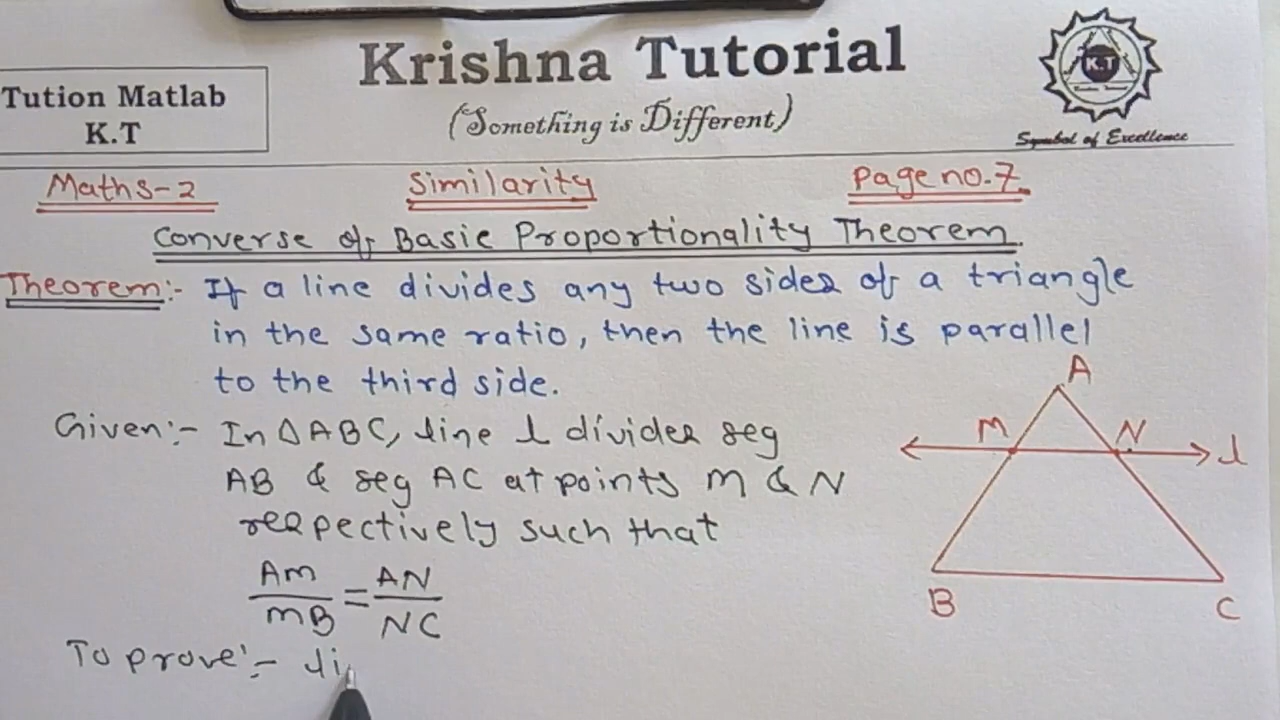 Krishna Tutorial
Tution Matlab
K.T
(Something is Different)
K.T
Symbol of Excellence
Maths-2
Similarity
Page no.7
Converse of Basic Proportionality Theorem
Theorem:- If a line divides any two sides of a triangle
in the same ratio, then the line is parallel
to the third side.
Given:- In △ABC, line l divides seg
AB & seg AC at points M & N
respectively such that
AM/MB = AN/NC
To prove:- li
A
M
N
l
B
C